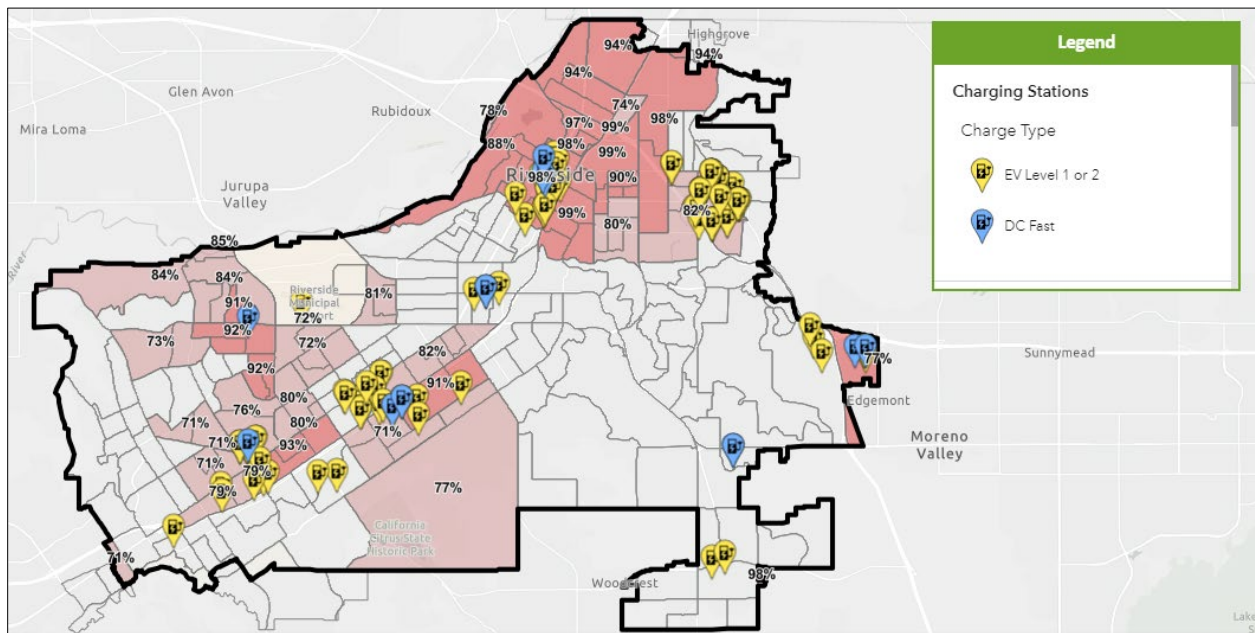 Highgrove
94%
94%
94%
Glen Avon
Rubidoux
78%
74%
98%
Mira Loma
97%
99%
88%
98%
99%
Riverside
98%
90%
Jurupa
Valley
99%
80%
82%
85%
84%
84%
81%
River
91%
Riverside
Municipal
72%
92%
73%
72%
82%
77%
Sunnymead
92%
91%
Edgemont
80%
76%
71%
80%
71%
71%
93%
Moreno
Valley
71%
79%
79%
77%
California
Citrus State
Historic Park
71%
Woodcrest
98%
Lake
Legend
Charging Stations
Charge Type
EV Level 1 or 2
DC Fast